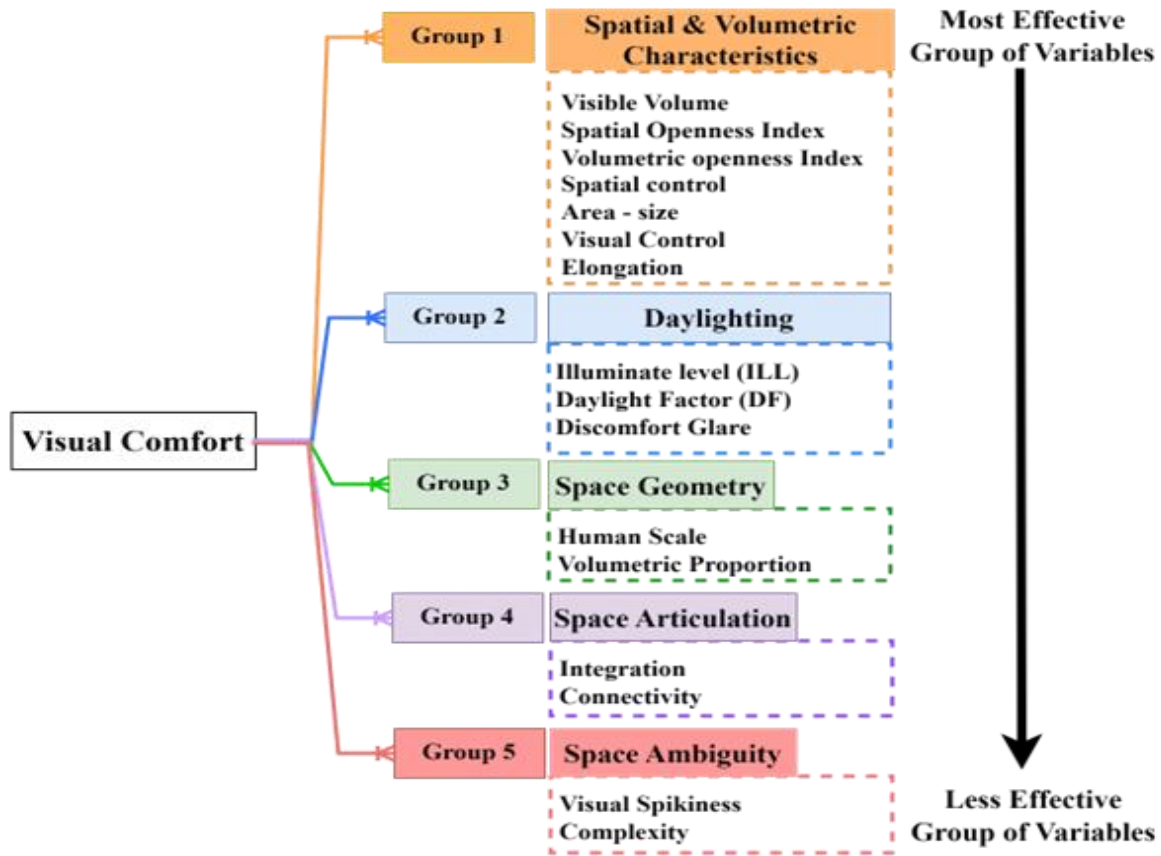 Group 1
Spatial & Volumetric
Characteristics
Most Effective
Group of Variables
Visible Volume
Spatial Openness Index
Volumetric openness Index
Spatial control
Area - size
Visual Control
Elongation
Group 2
Daylighting
Illuminate level (ILL)
Daylight Factor (DF)
Discomfort Glare
Visual Comfort
Group 3
Space Geometry
Human Scale
Volumetric Proportion
Group 4
Space Articulation
Integration
Connectivity
Group 5
Space Ambiguity
Visual Spikiness
Complexity
Less Effective
Group of Variables